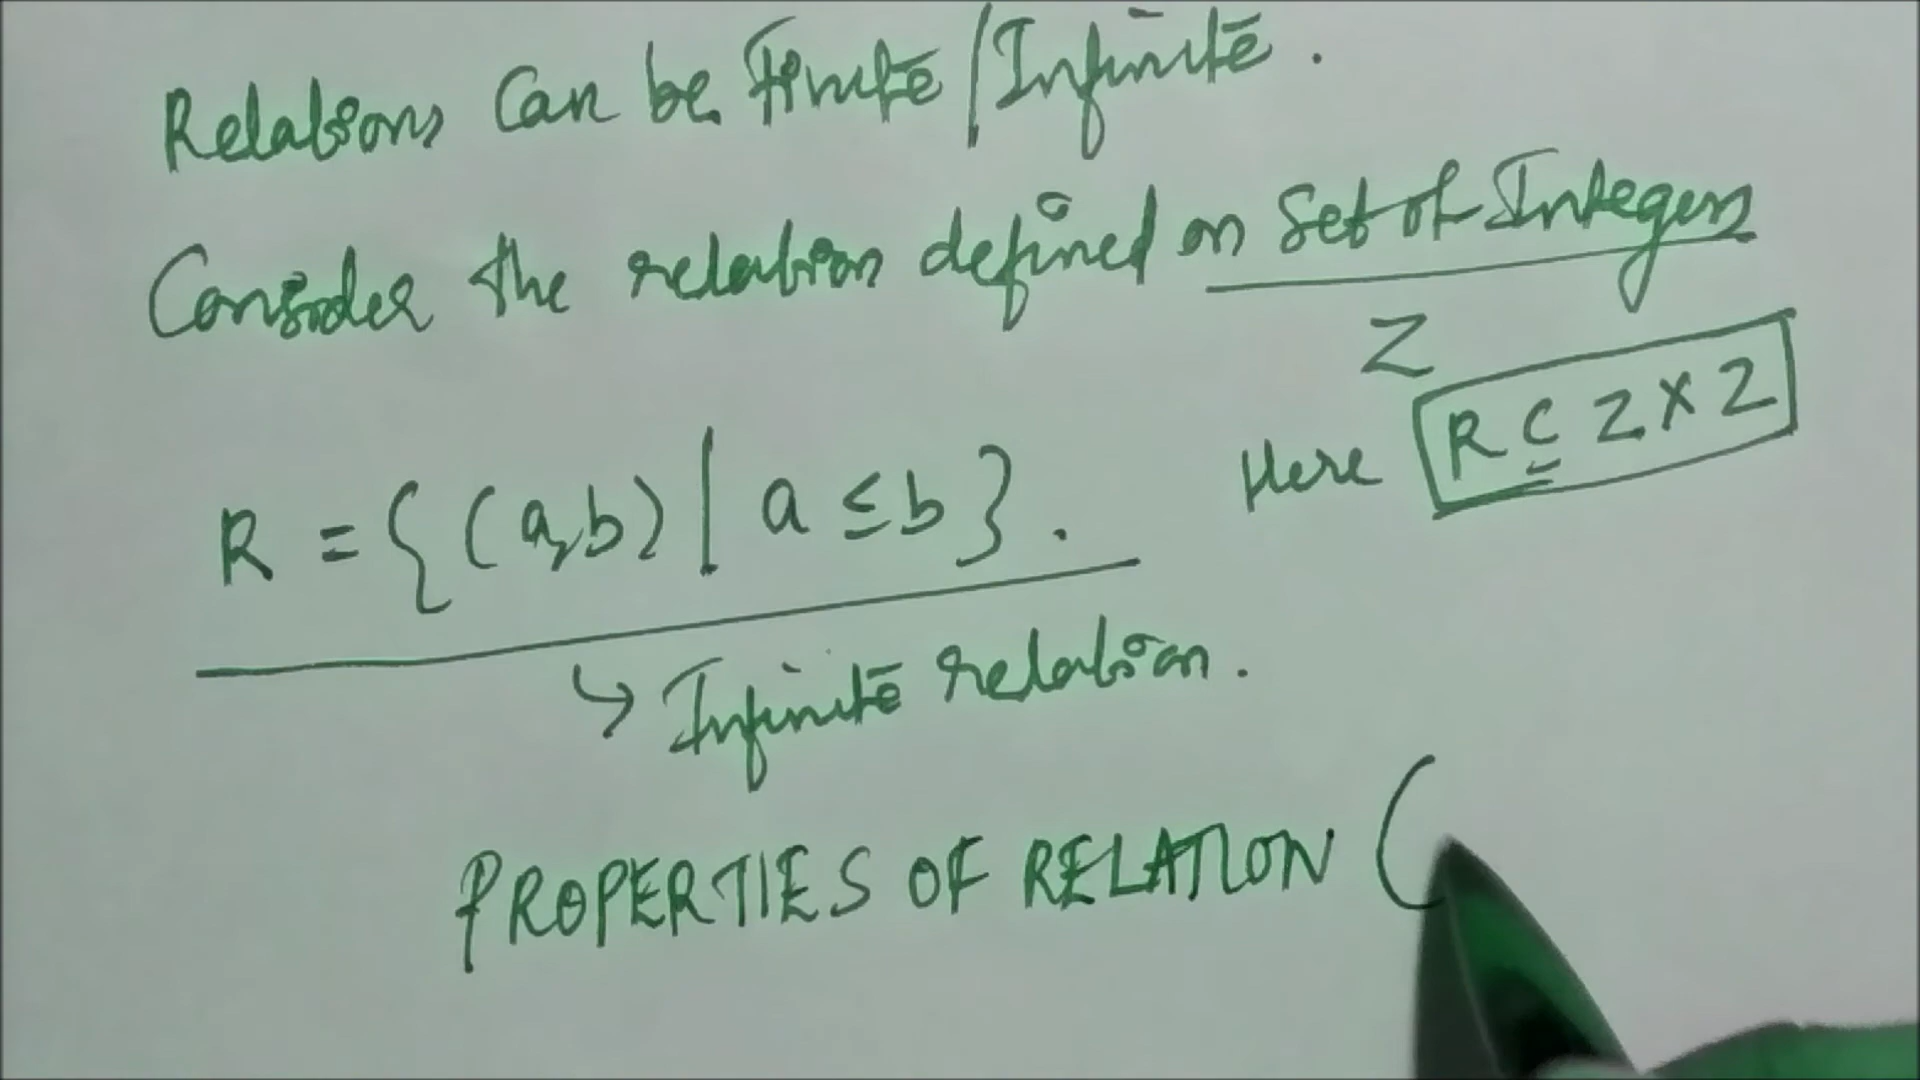 Relations Can be Finite/Infinite.
Consider the relation defined on Set of Integers
Z
Here R ⊆ Z X Z
R = { (a,b) | a ≤ b }.
↳ Infinite relation.
PROPERTIES OF RELATION (